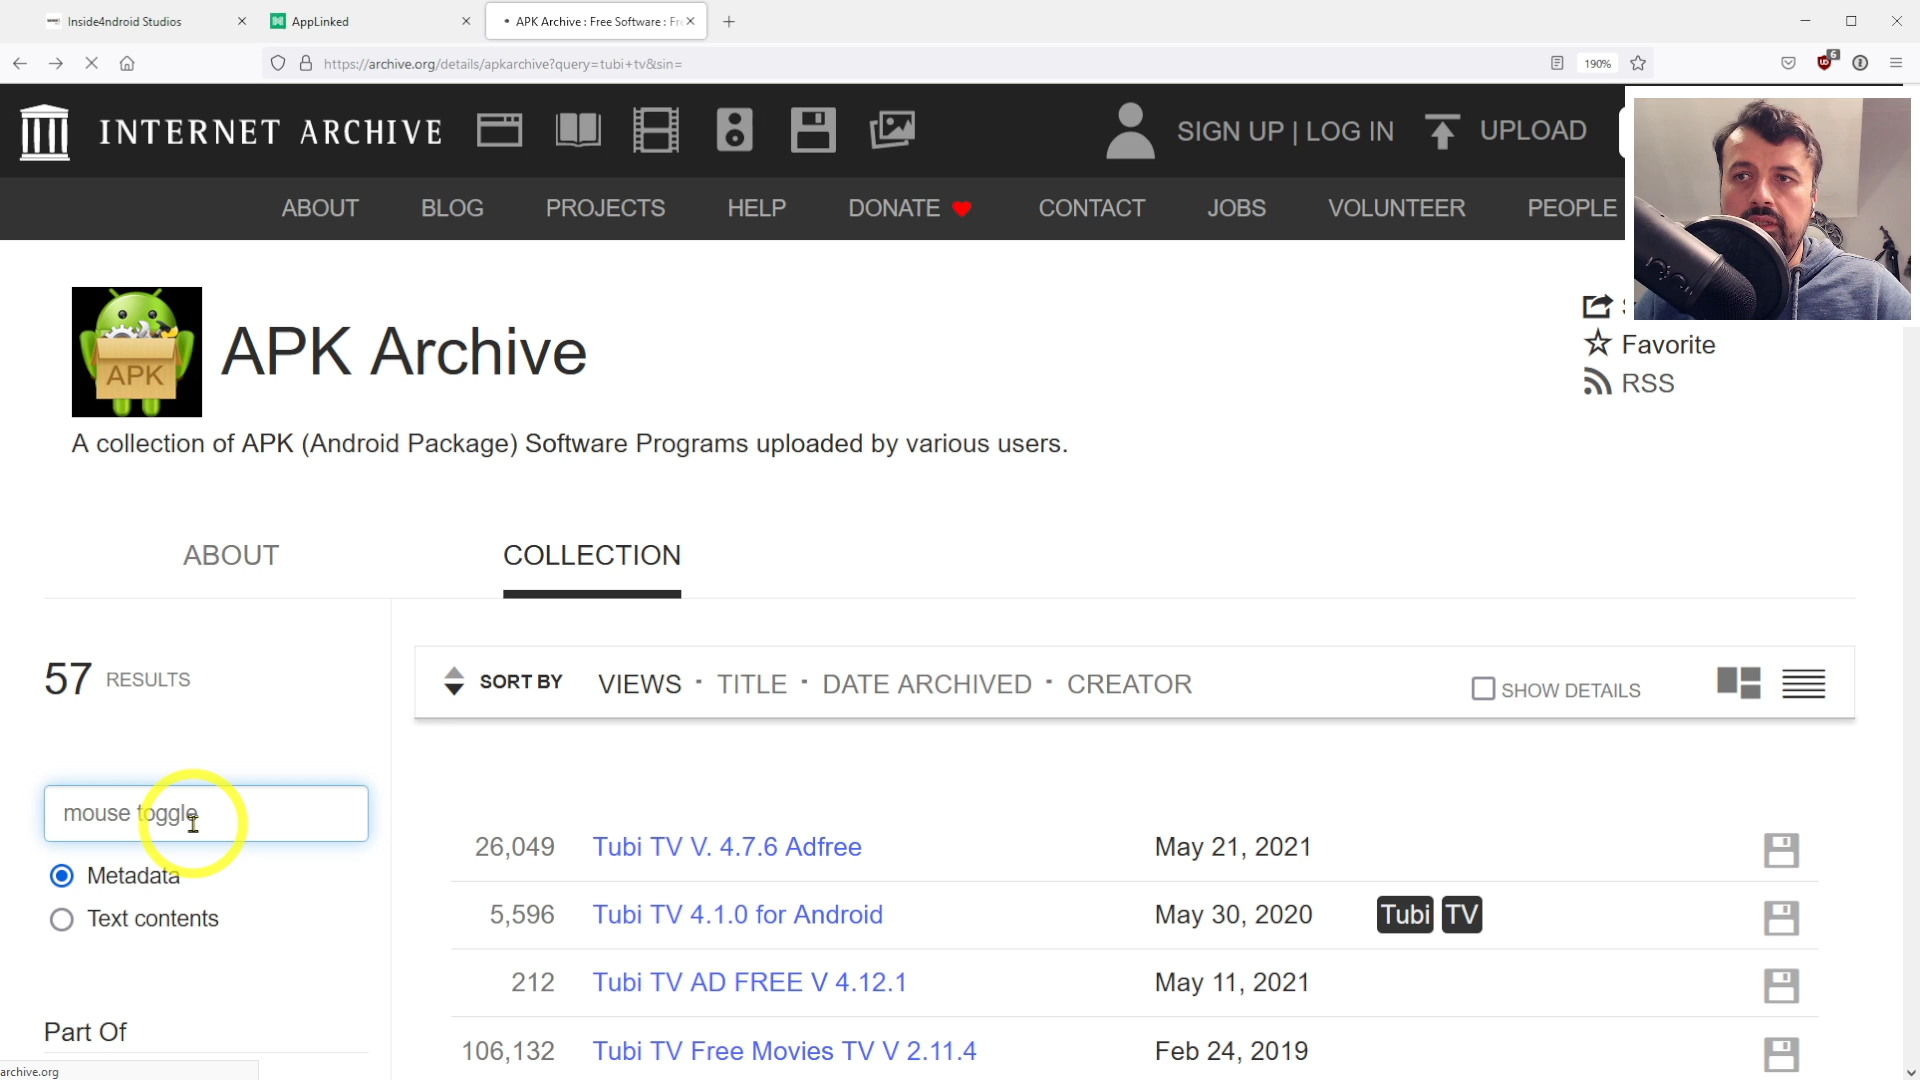 Inside4ndroid Studios
AppLinked
• APK Archive : Free Software : Fr
https://archive.org/details/apkarchive?query=tubi+tv&sin=
190%
6
INTERNET ARCHIVE
SIGN UP | LOG IN
UPLOAD
ABOUT
BLOG
PROJECTS
HELP
DONATE
CONTACT
JOBS
VOLUNTEER
PEOPLE
APK
APK Archive
Favorite
RSS
A collection of APK (Android Package) Software Programs uploaded by various users.
ABOUT
COLLECTION
57 RESULTS
SORT BY VIEWS · TITLE · DATE ARCHIVED · CREATOR
SHOW DETAILS
mouse toggle
Metadata
Text contents
Part Of
26,049 Tubi TV V. 4.7.6 Adfree May 21, 2021
5,596 Tubi TV 4.1.0 for Android May 30, 2020 Tubi TV
212 Tubi TV AD FREE V 4.12.1 May 11, 2021
106,132 Tubi TV Free Movies TV V 2.11.4 Feb 24, 2019
archive.org